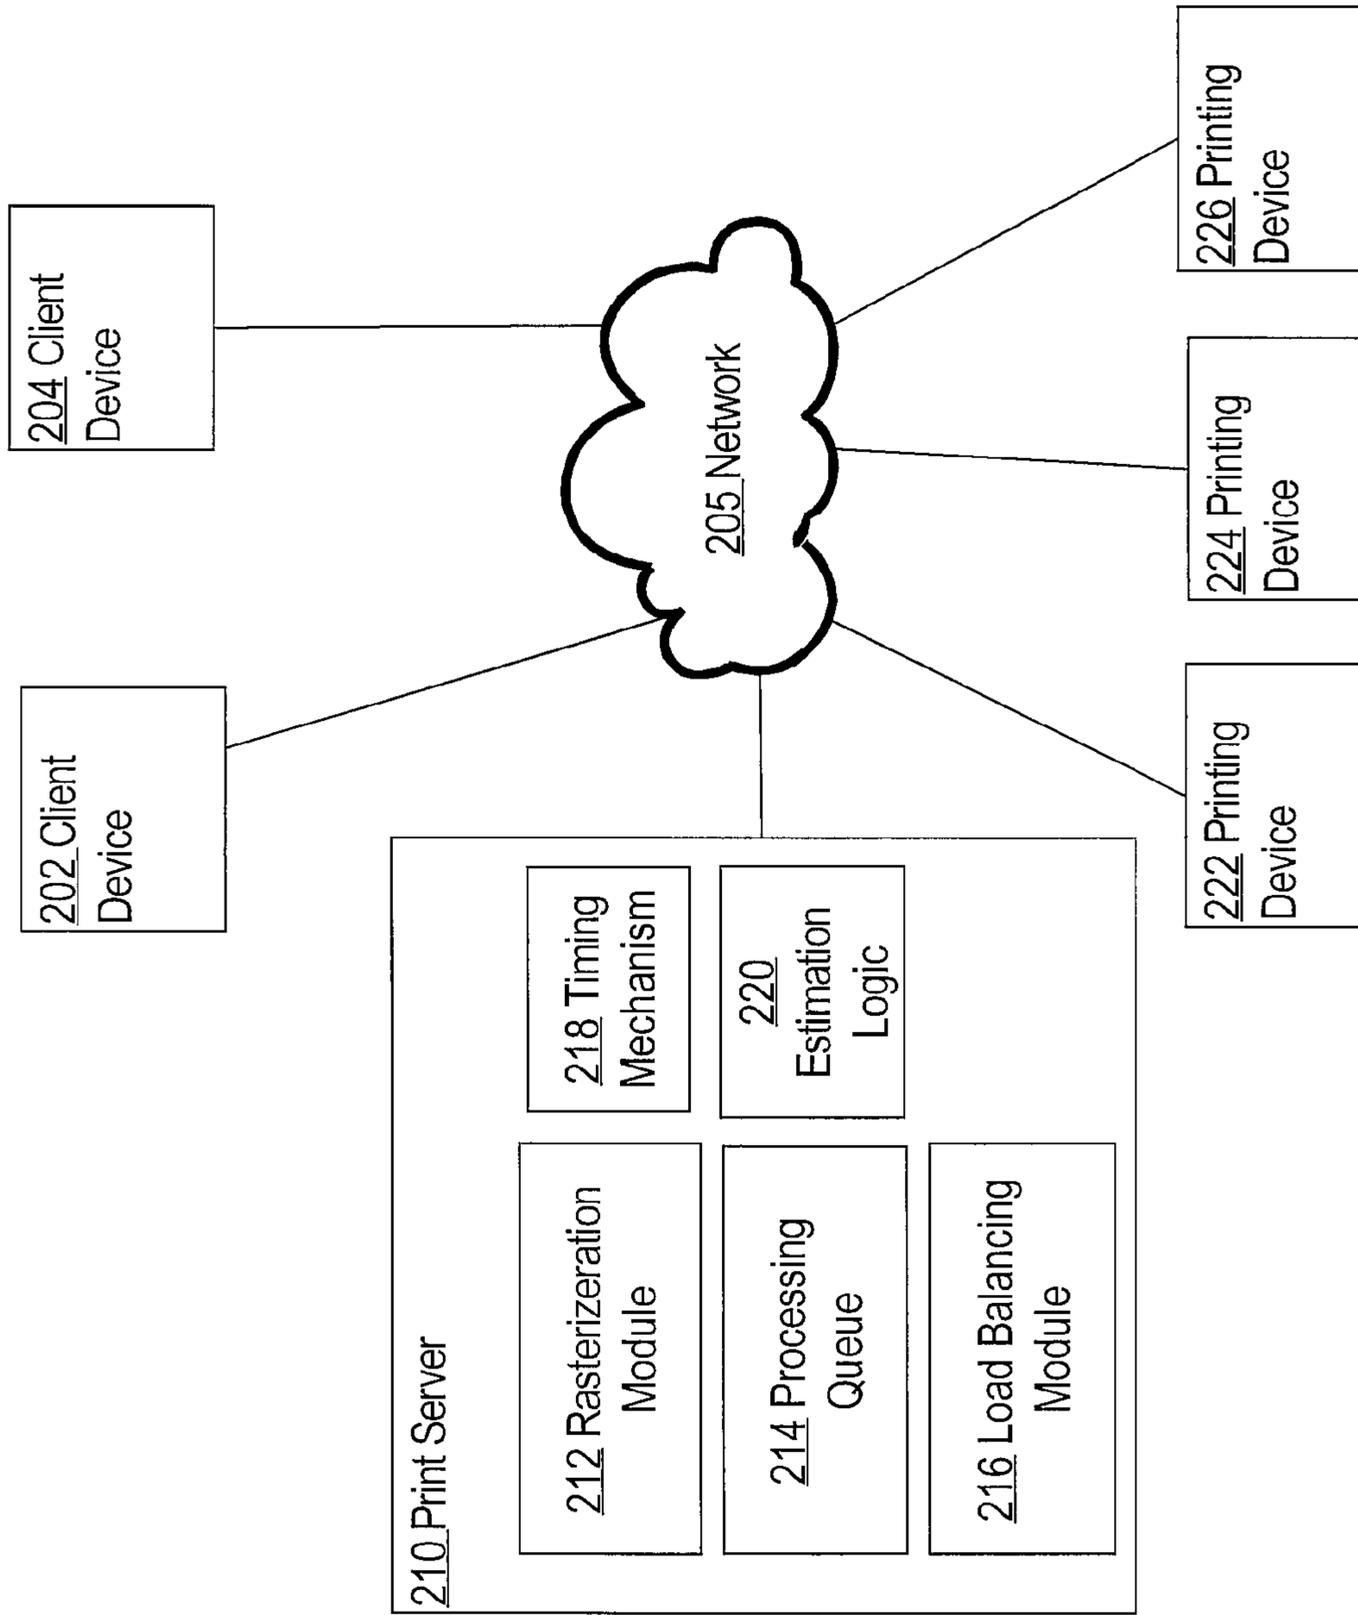 202 Client
Device
204 Client
Device
210 Print Server
212 Rasterizeration
Module
218 Timing
Mechanism
214 Processing
Queue
220
Estimation
Logic
216 Load Balancing
Module
205 Network
222 Printing
Device
224 Printing
Device
226 Printing
Device